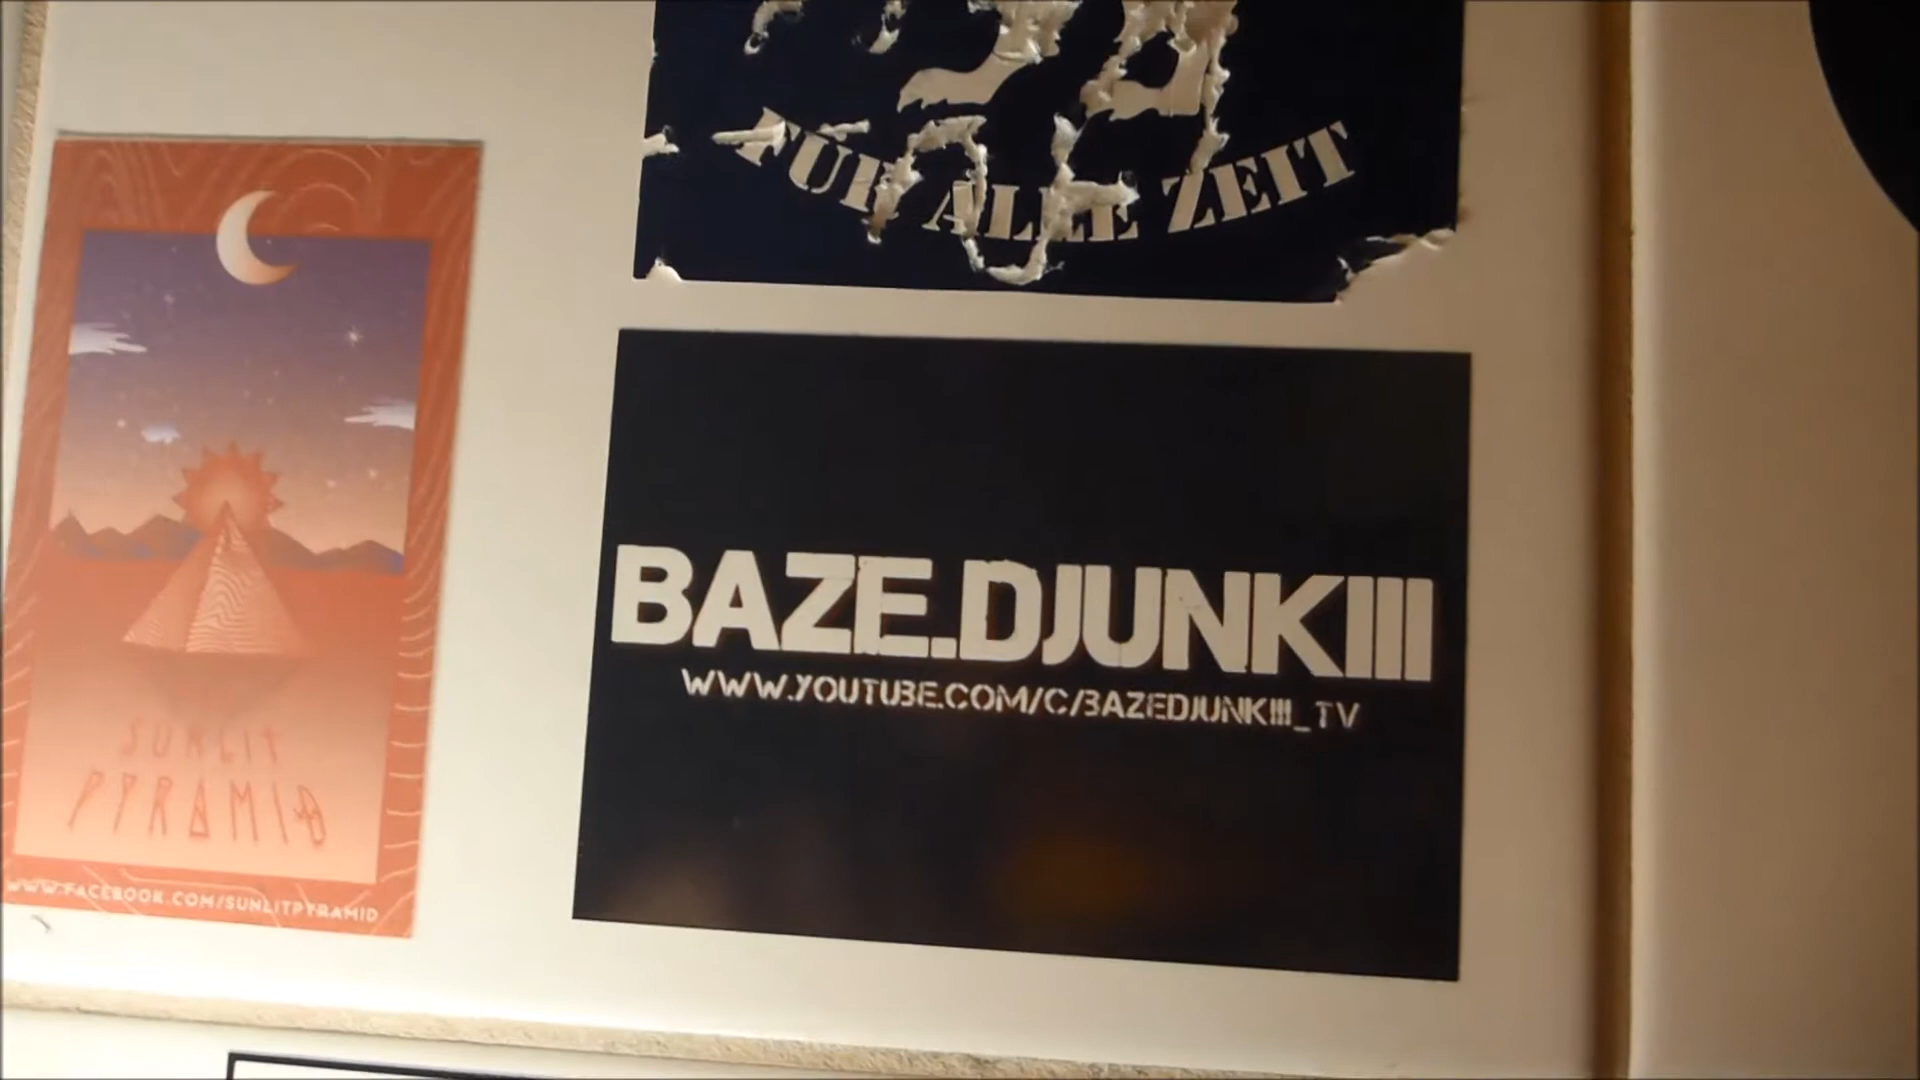 FÜR ALLE ZEIT
BAZE.DJUNKIII
WWW.YOUTUBE.COM/C/BAZEDJUNKIII_TV
SUNLIT
PYRAMID
WWW.FACEBOOK.COM/SUNLITPYRAMID